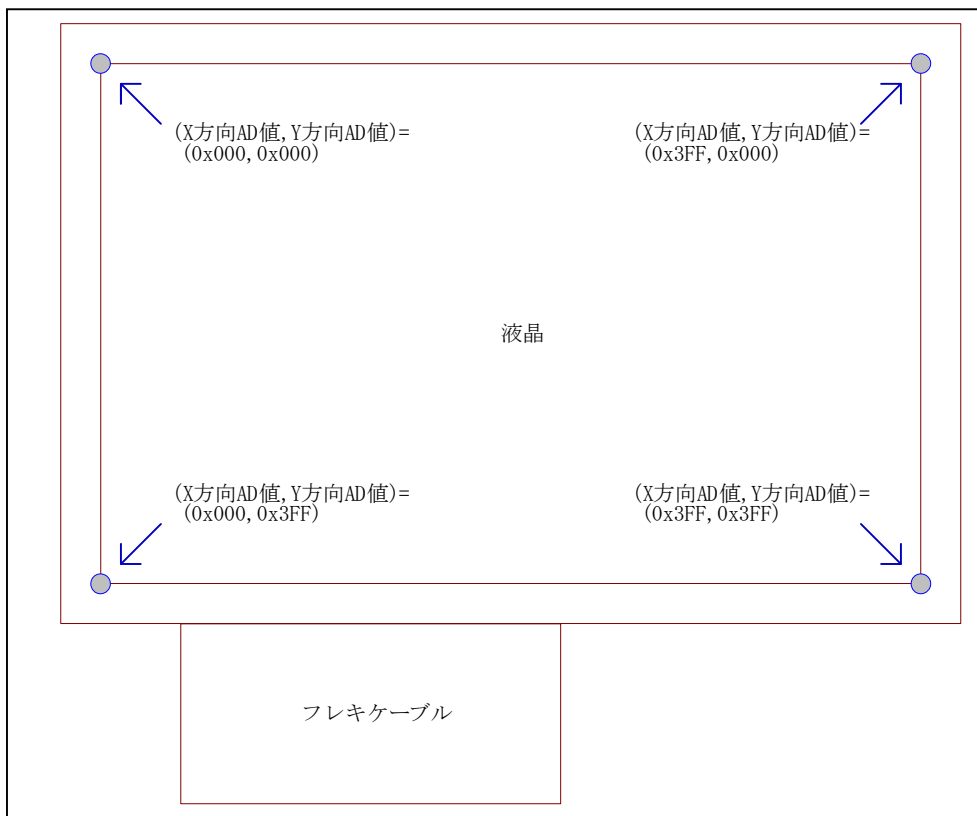 (X方向AD値,Y方向AD値)=
(0x000,0x000)
(X方向AD値,Y方向AD値)=
(0x3FF,0x000)
液晶
(X方向AD値,Y方向AD値)=
(0x000,0x3FF)
(X方向AD値,Y方向AD値)=
(0x3FF,0x3FF)
フレキケーブル